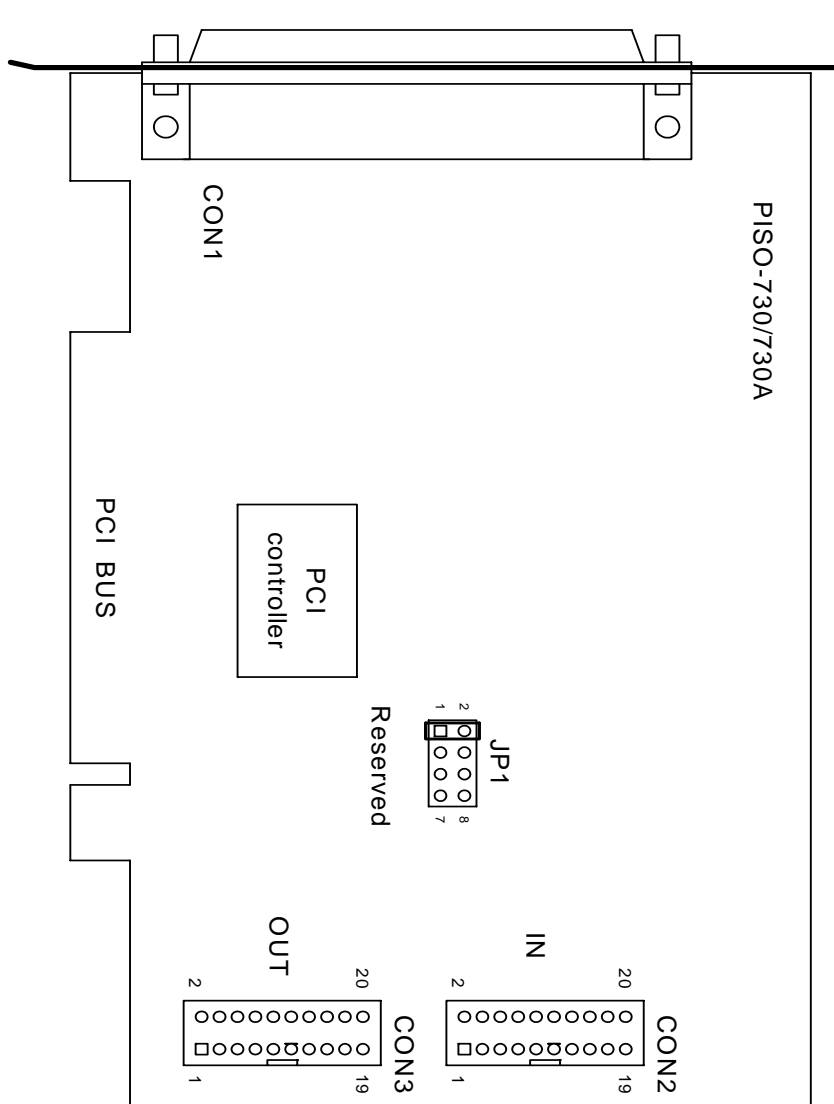 CON1
PISO-730/730A
PCI BUS
PCI
controller
Reserved
JP1
1
2
7
8
OUT
IN
2
20
CON3
1
19
2
20
CON2
1
19